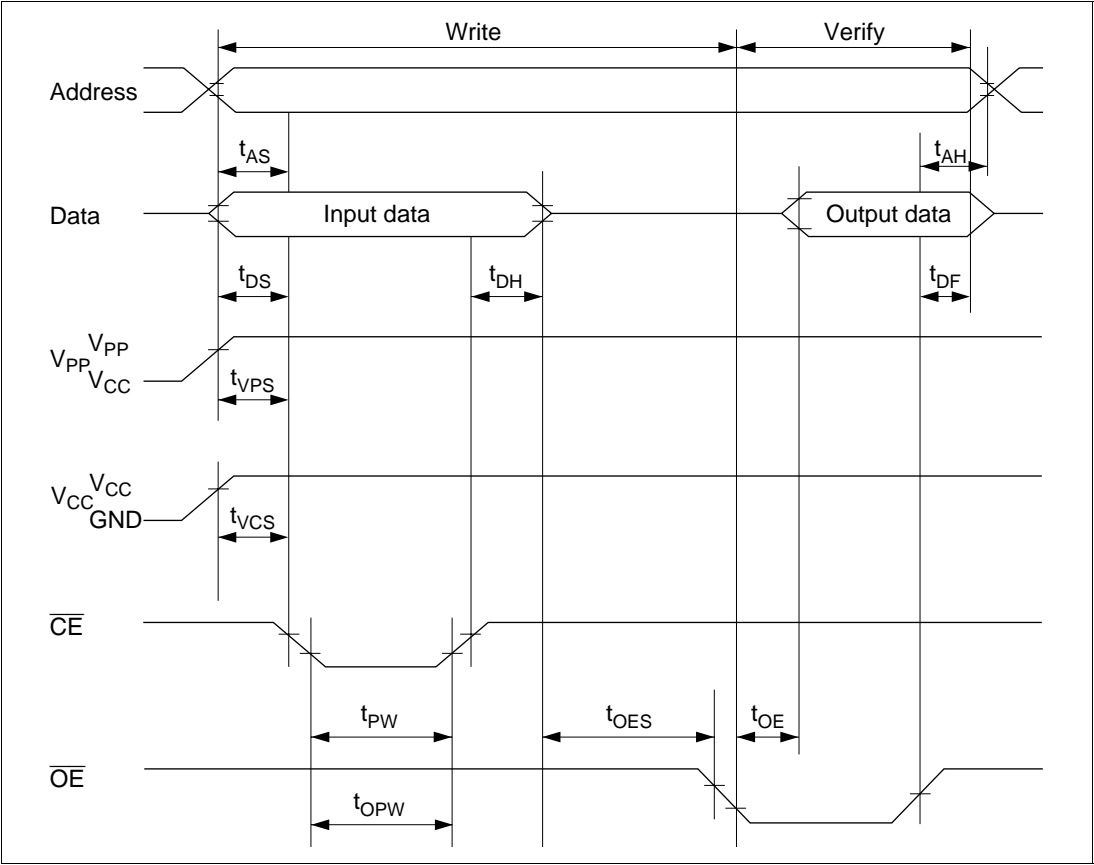 Write
Verify
Address
tAS
tAH
Data
Input data
Output data
tDS
tDH
tDF
VPP
VPP
VCC
tVPS
VCC
VCC
GND
tVCS
CE
tPW
tOES
tOE
OE
tOPW